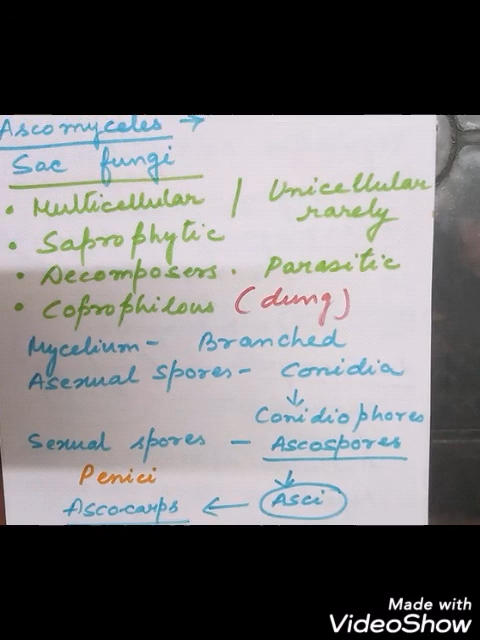 Ascomycetes →
Sac fungi
• Multicellular / Unicellular rarely
• Saprophytic
• Decomposers • Parasitic
• Coprophilous (dung)
Mycelium - Branched
Asexual Spores - Conidia
↓
Conidiophores
Sexual spores - Ascospores
Penici ↓
Ascocarps ← Asci
Made with
VideoShow